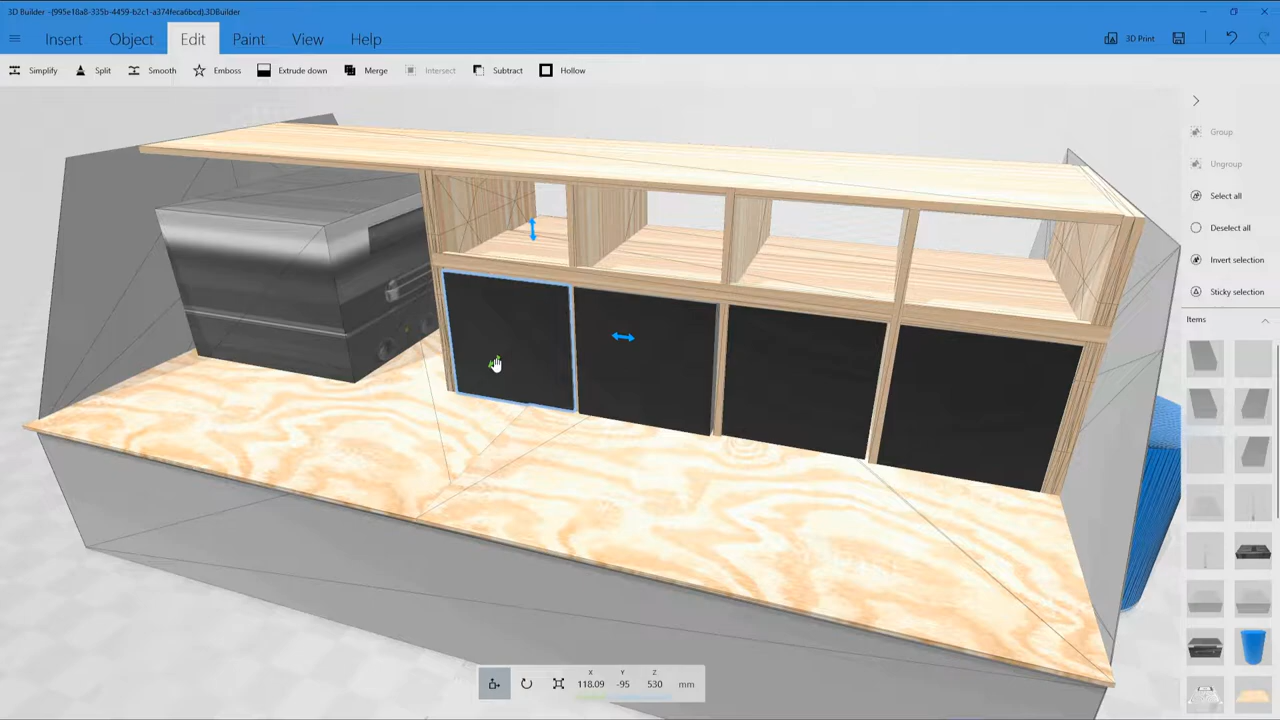 3D Builder -(995e18a8-335b-4459-b2c1-a374feca6bcd).3DBuilder
Insert Object Edit Paint View Help 3D Print
Simplify Split Smooth Emboss Extrude down Merge Intersect Subtract Hollow
Group
Ungroup
Select all
Deselect all
Invert selection
Sticky selection
Items
X Y Z
118.09 -95 530 mm